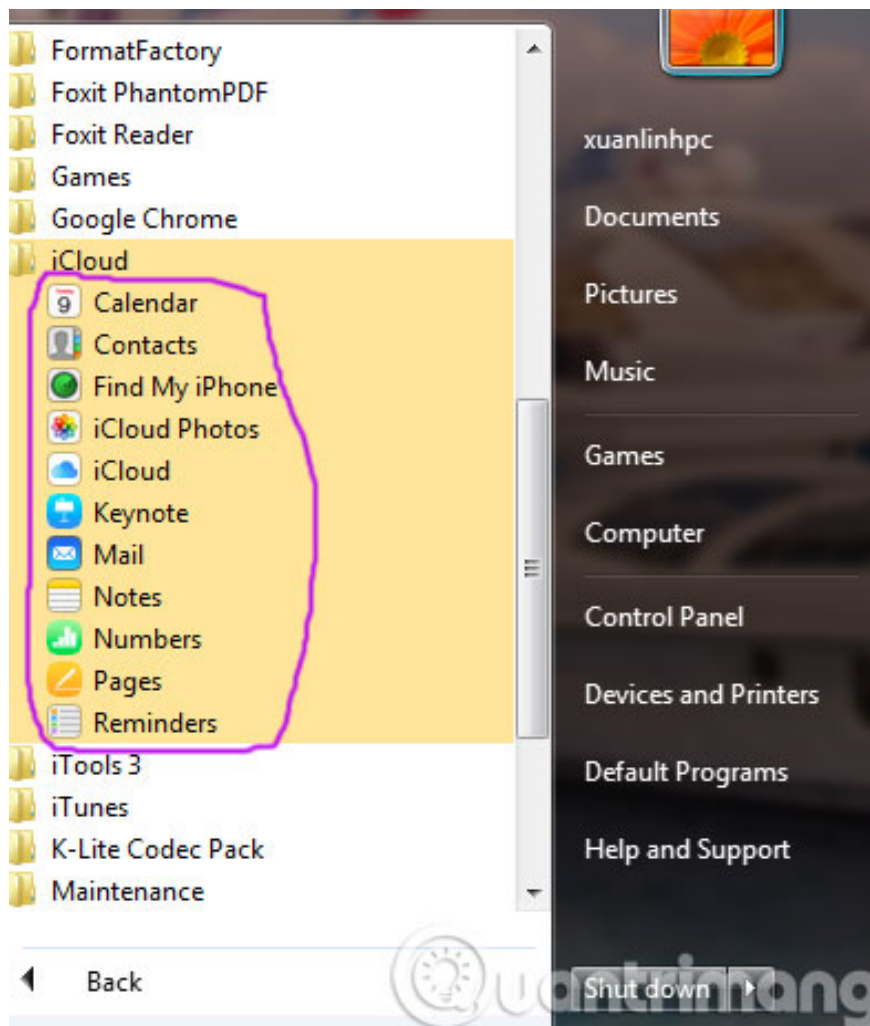 FormatFactory
Foxit PhantomPDF
Foxit Reader
Games
Google Chrome
iCloud
9 Calendar
Contacts
Find My iPhone
iCloud Photos
iCloud
Keynote
Mail
Notes
Numbers
Pages
Reminders
iTools 3
iTunes
K-Lite Codec Pack
Maintenance
Back
xuanlinhpc
Documents
Pictures
Music
Games
Computer
Control Panel
Devices and Printers
Default Programs
Help and Support
Shut down
Quantrimang